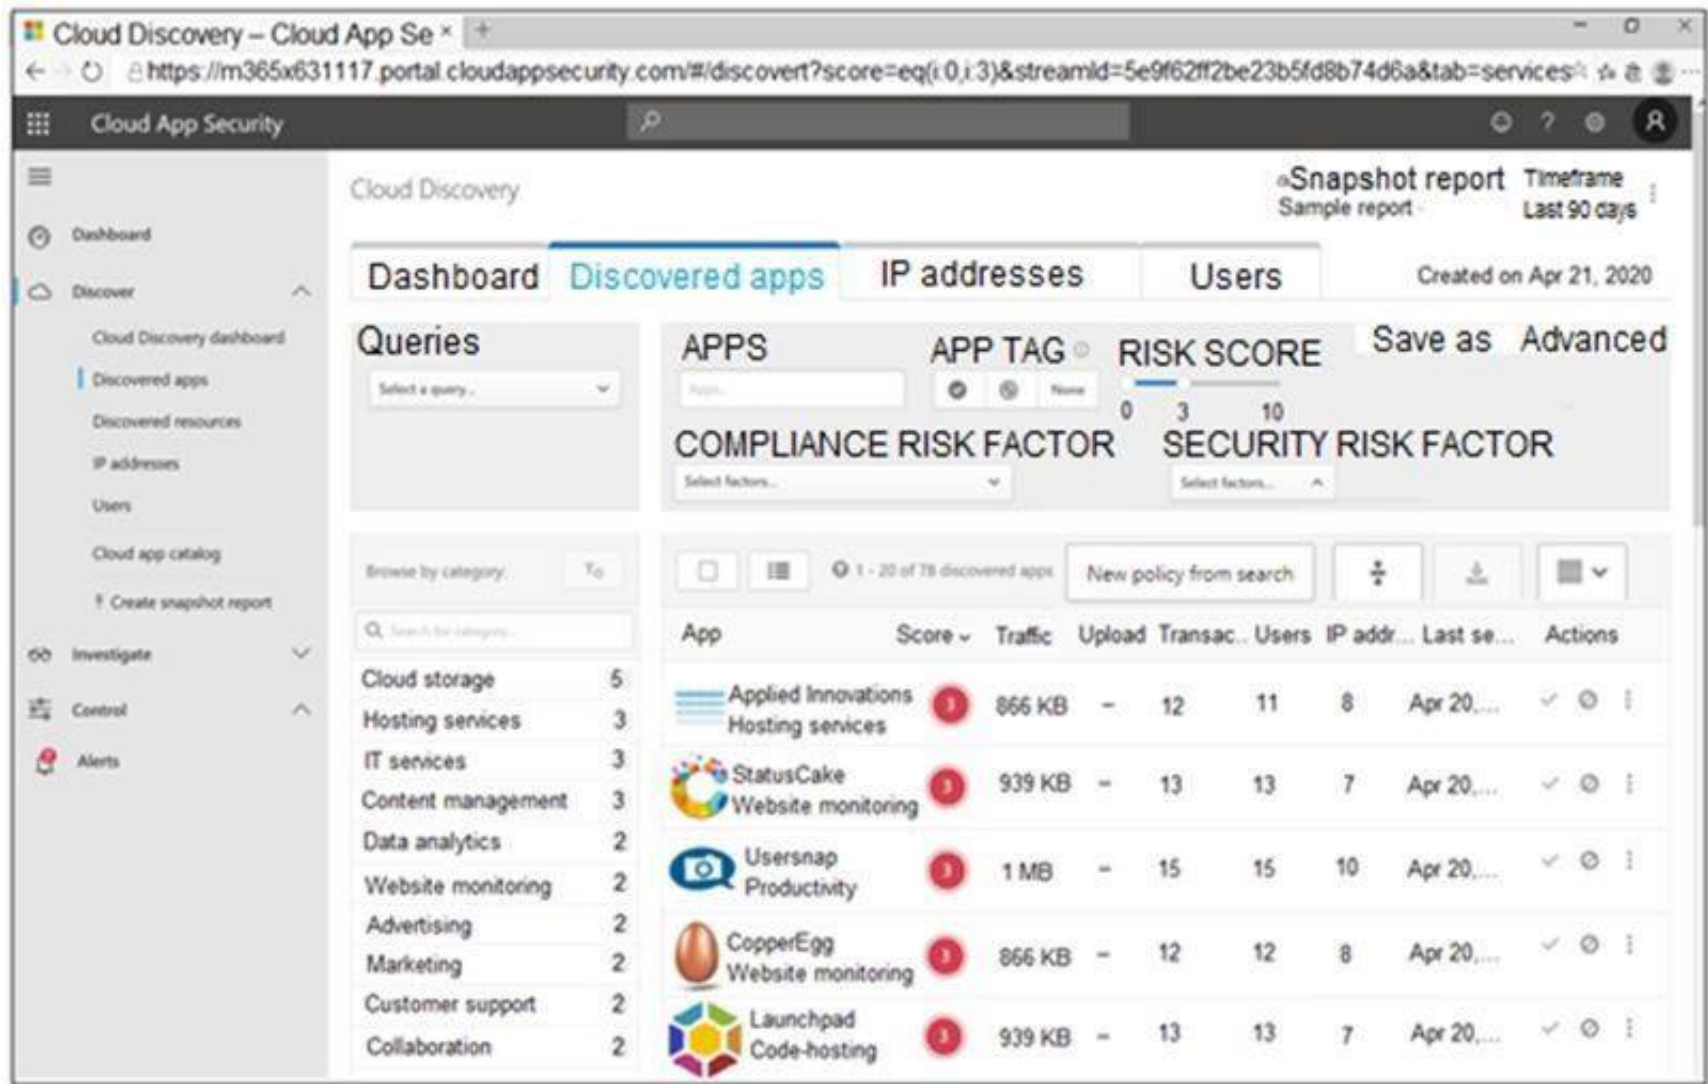 Cloud Discovery – Cloud App Se × +
https://m365x631117.portal.cloudappsecurity.com/#/discovert?score=eq(i:0,i:3)&streamId=5e9f62ff2be23b5fd8b74d6a&tab=services
Cloud App Security
?
Dashboard
Discover
Cloud Discovery dashboard
Discovered apps
Discovered resources
IP addresses
Users
Cloud app catalog
Create snapshot report
Investigate
Control
Alerts
Cloud Discovery
Snapshot report
Sample report
Timeframe
Last 90 days
Dashboard Discovered apps IP addresses Users
Created on Apr 21, 2020
Queries
Select a query...
APPS
Apps...
APP TAG
None
RISK SCORE
0 3 10
Save as Advanced
COMPLIANCE RISK FACTOR
Select factors...
SECURITY RISK FACTOR
Select factors...
Browse by category:
Search for category...
Cloud storage 5
Hosting services 3
IT services 3
Content management 3
Data analytics 2
Website monitoring 2
Advertising 2
Marketing 2
Customer support 2
Collaboration 2
1 - 20 of 78 discovered apps
New policy from search
App Score Traffic Upload Transac.. Users IP addr... Last se... Actions
Applied Innovations
Hosting services
3 866 KB – 12 11 8 Apr 20,...
StatusCake
Website monitoring
3 939 KB – 13 13 7 Apr 20,...
Usersnap
Productivity
3 1 MB – 15 15 10 Apr 20,...
CopperEgg
Website monitoring
3 866 KB – 12 12 8 Apr 20,...
Launchpad
Code-hosting
3 939 KB – 13 13 7 Apr 20,...